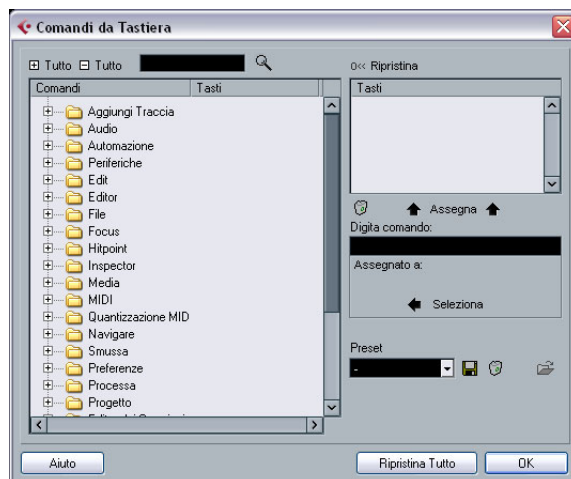 Comandi da Tastiera
Tutto Tutto
0<< Ripristina
Comandi Tasti
Tasti
Aggiungi Traccia
Audio
Automazione
Periferiche
Edit
Editor
File
Focus
Hitpoint
Inspector
Media
MIDI
Quantizzazione MID
Navigare
Smussa
Preferenze
Processa
Progetto
Assegna
Digita comando:
Assegnato a:
Seleziona
Preset
-
Aiuto
Ripristina Tutto
OK